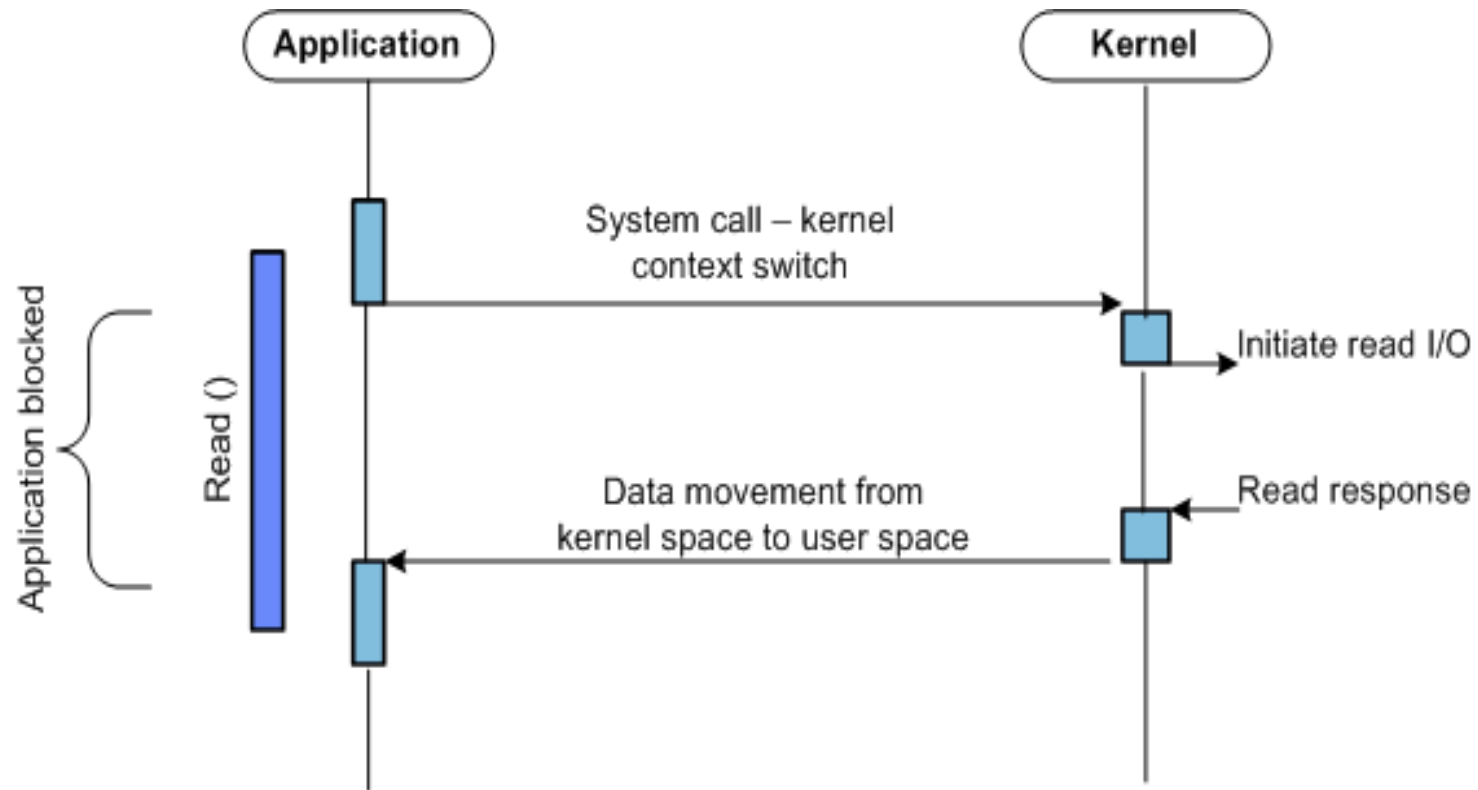 Application
Kernel
System call – kernel
context switch
Initiate read I/O
Application blocked
Read ()
Data movement from
kernel space to user space
Read response